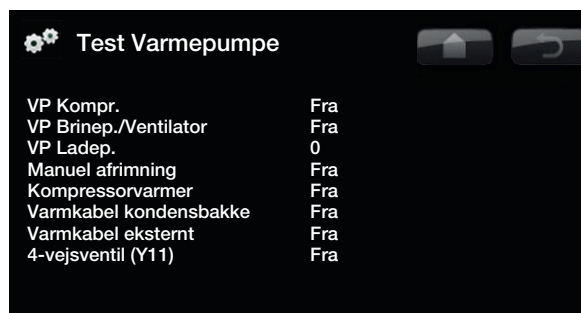 Test Varmepumpe
VP Kompr. Fra
VP Brinep./Ventilator Fra
VP Ladep. 0
Manuel afrimning Fra
Kompressorvarmer Fra
Varmkabel kondensbakke Fra
Varmkabel eksternt Fra
4-vejsventil (Y11) Fra